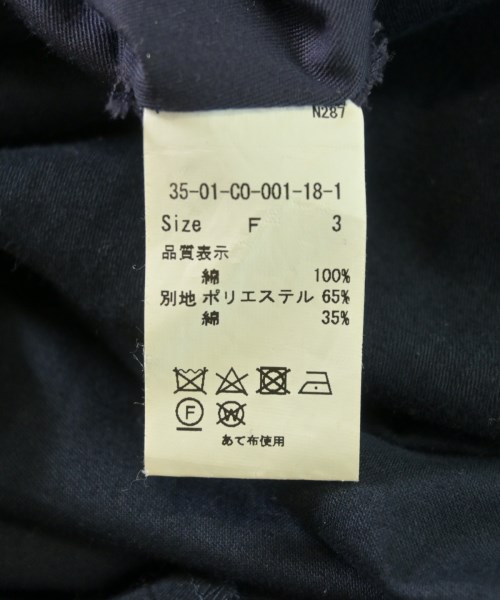 N287
35-01-CO-001-18-1
Size F 3
品質表示
綿 100%
別地 ポリエステル 65%
綿 35%
F W
あて布使用